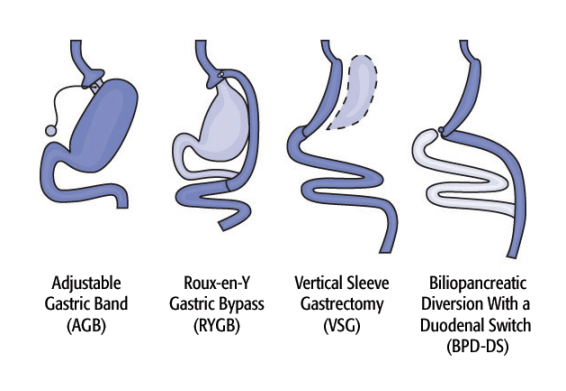 Adjustable
Gastric Band
(AGB)
Roux-en-Y
Gastric Bypass
(RYGB)
Vertical Sleeve
Gastrectomy
(VSG)
Biliopancreatic
Diversion With a
Duodenal Switch
(BPD-DS)